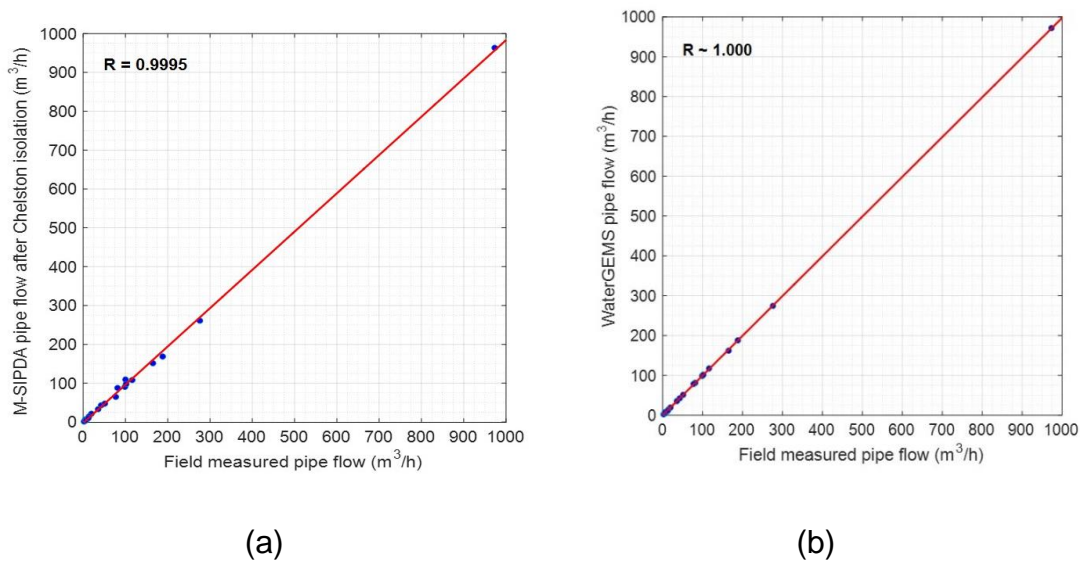 R = 0.9995
M-SIPDA pipe flow after Chelston isolation (m³/h)
1000
900
800
700
600
500
400
300
200
100
0
0 100 200 300 400 500 600 700 800 900 1000
Field measured pipe flow (m³/h)
(a)
R ~ 1.000
WaterGEMS pipe flow (m³/h)
1000
900
800
700
600
500
400
300
200
100
0
0 100 200 300 400 500 600 700 800 900 1000
Field measured pipe flow (m³/h)
(b)